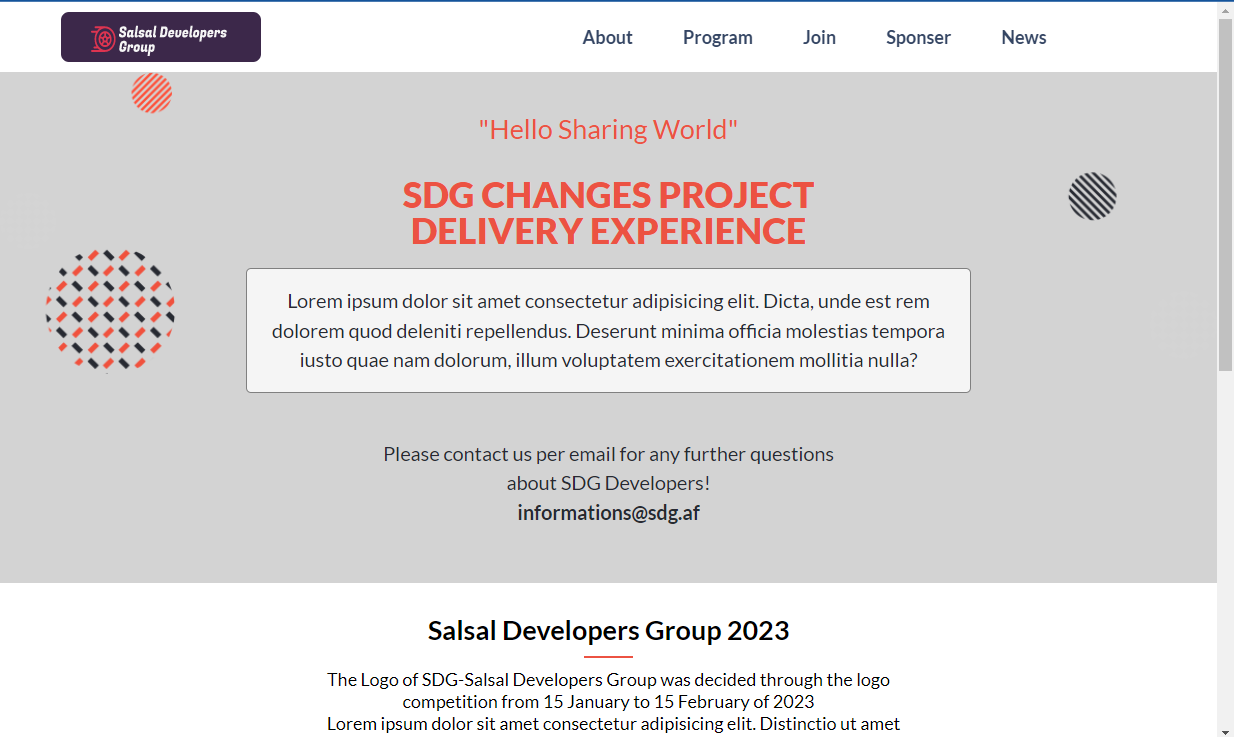 Salsal Developers
Group
About Program Join Sponser News
"Hello Sharing World"
SDG CHANGES PROJECT
DELIVERY EXPERIENCE
Lorem ipsum dolor sit amet consectetur adipisicing elit. Dicta, unde est rem
dolorem quod deleniti repellendus. Deserunt minima officia molestias tempora
iusto quae nam dolorum, illum voluptatem exercitationem mollitia nulla?
Please contact us per email for any further questions
about SDG Developers!
informations@sdg.af
Salsal Developers Group 2023
The Logo of SDG-Salsal Developers Group was decided through the logo
competition from 15 January to 15 February of 2023
Lorem ipsum dolor sit amet consectetur adipisicing elit. Distinctio ut amet